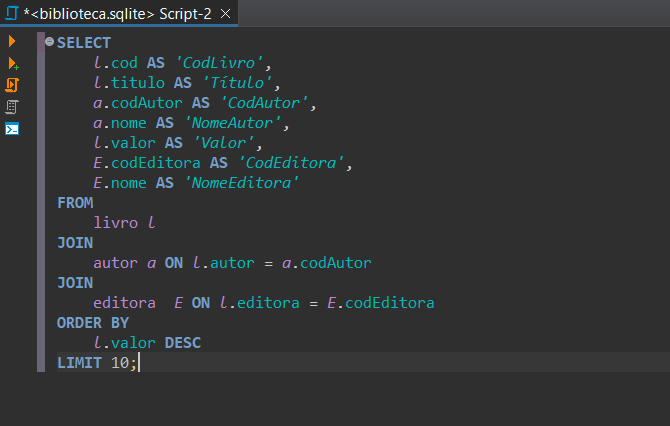 *<biblioteca.sqlite> Script-2
SELECT
l.cod AS 'CodLivro',
l.titulo AS 'Título',
a.codAutor AS 'CodAutor',
a.nome AS 'NomeAutor',
l.valor AS 'Valor',
E.codEditora AS 'CodEditora',
E.nome AS 'NomeEditora'
FROM
livro l
JOIN
autor a ON l.autor = a.codAutor
JOIN
editora  E ON l.editora = E.codEditora
ORDER BY
l.valor DESC
LIMIT 10;